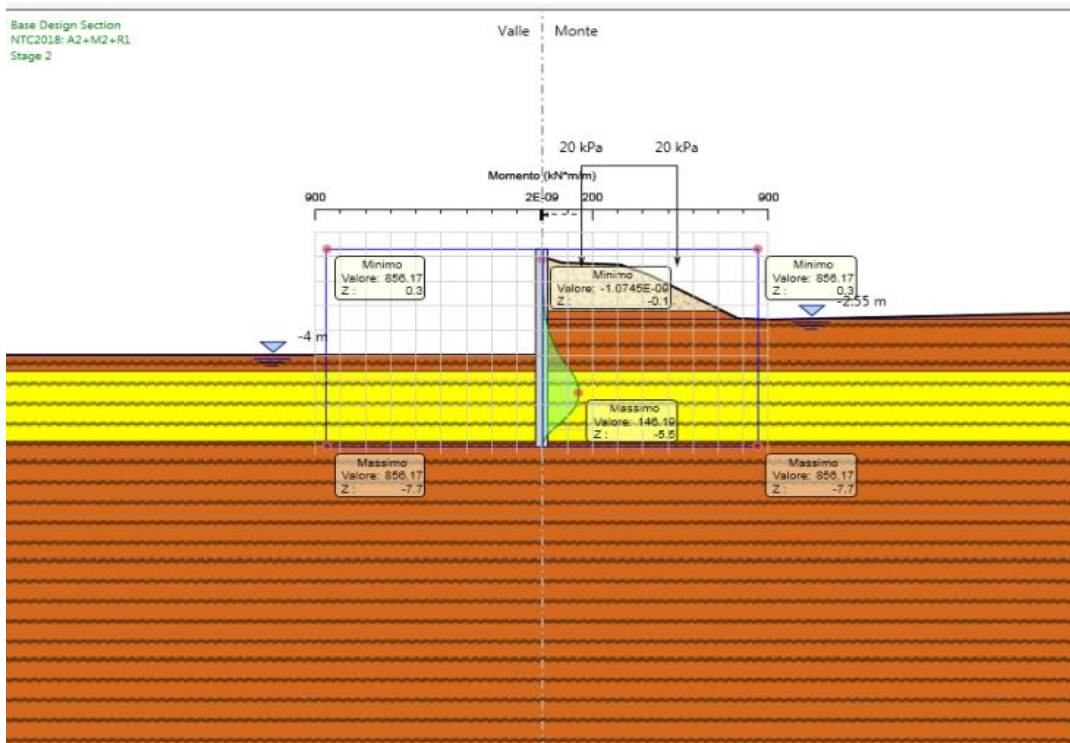 Base Design Section
NTC2018: A2+M2+R1
Stage 2
Valle
Monte
20 kPa
20 kPa
Momento (kN*m/m)
900
2E-09
200
900
Minimo
Valore: 856.17
Z : 0.3
Minimo
Valore: -1.0745E-09
Z : -0.1
Minimo
Valore: 856.17
Z : 0.3
-2.55 m
-4 m
Massimo
Valore: 146.19
Z : -5.5
Massimo
Valore: 856.17
Z : -7.7
Massimo
Valore: 856.17
Z : -7.7